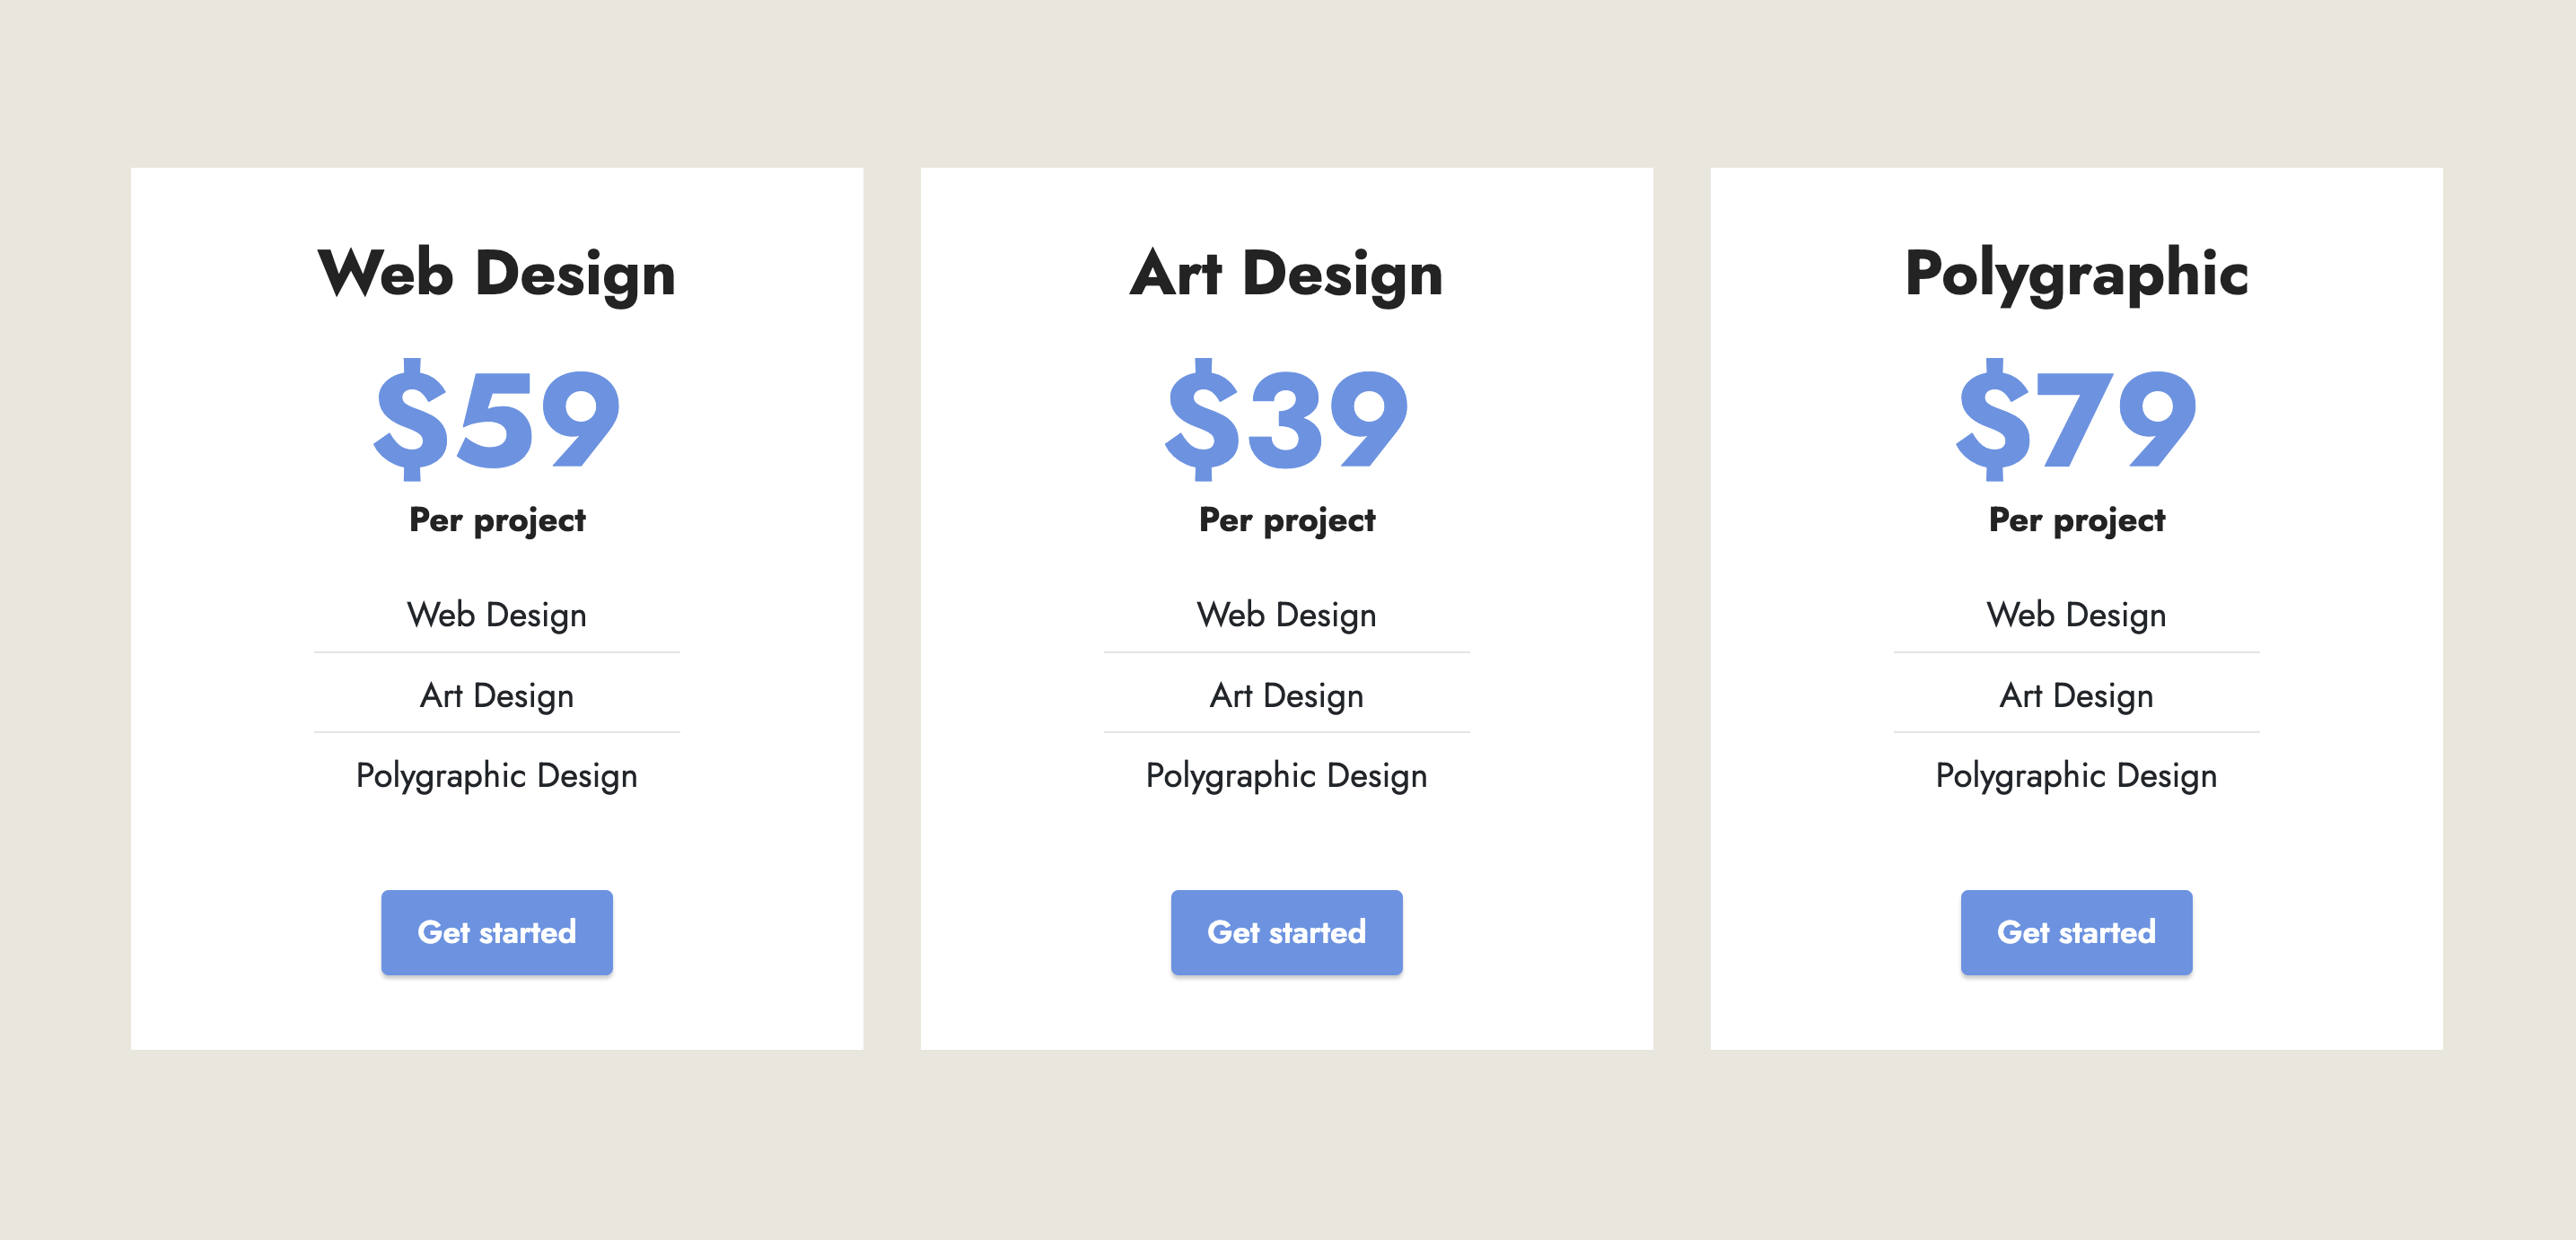 Web Design
$59
Per project
Web Design
Art Design
Polygraphic Design
Get started
Art Design
$39
Per project
Web Design
Art Design
Polygraphic Design
Get started
Polygraphic
$79
Per project
Web Design
Art Design
Polygraphic Design
Get started